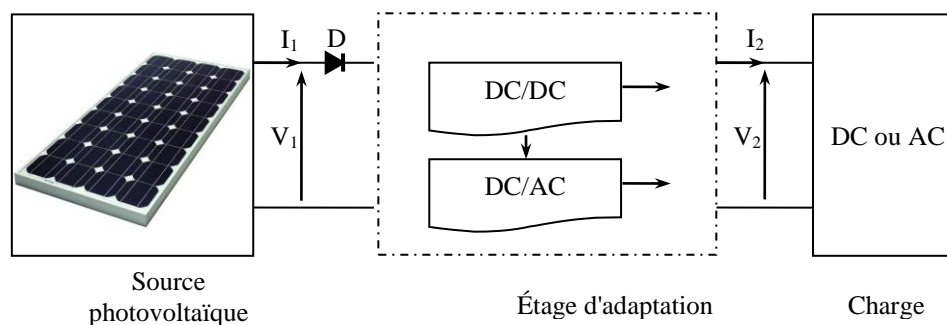 I₁
D
V₁
DC/DC
DC/AC
I₂
V₂
DC ou AC
Source
photovoltaïque
Étage d'adaptation
Charge